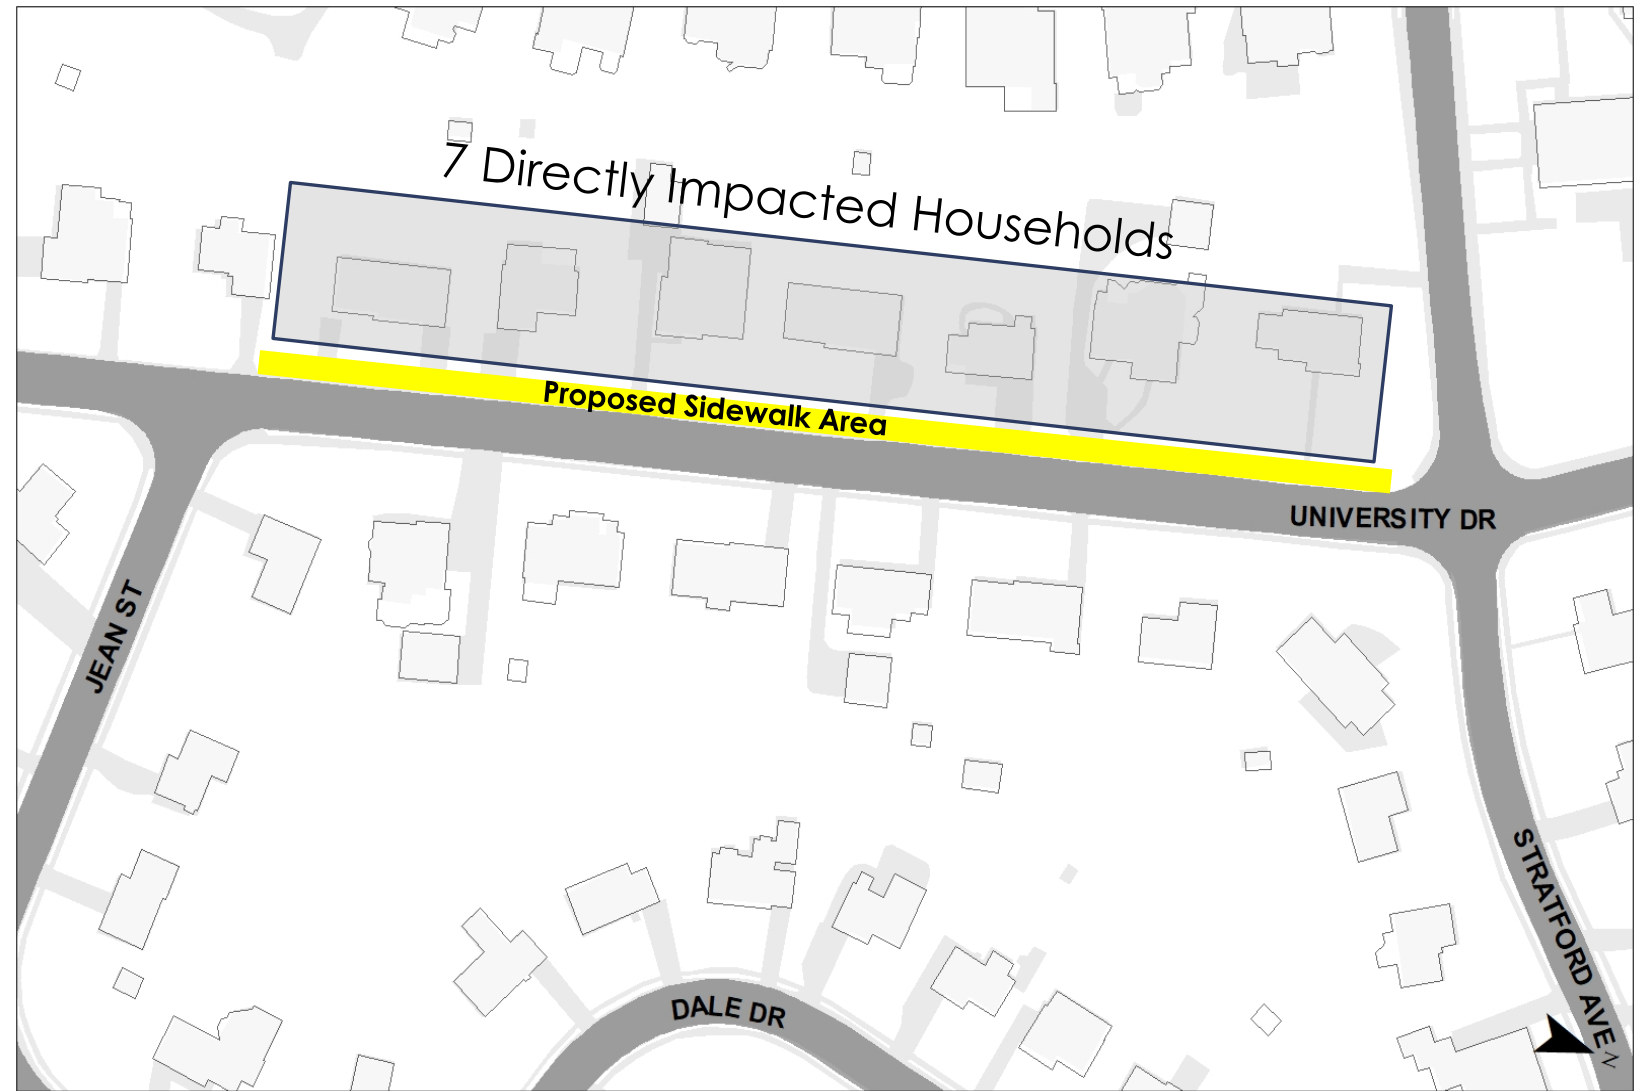 7 Directly Impacted Households
Proposed Sidewalk Area
UNIVERSITY DR
JEAN ST
STRATFORD AVE
DALE DR
N